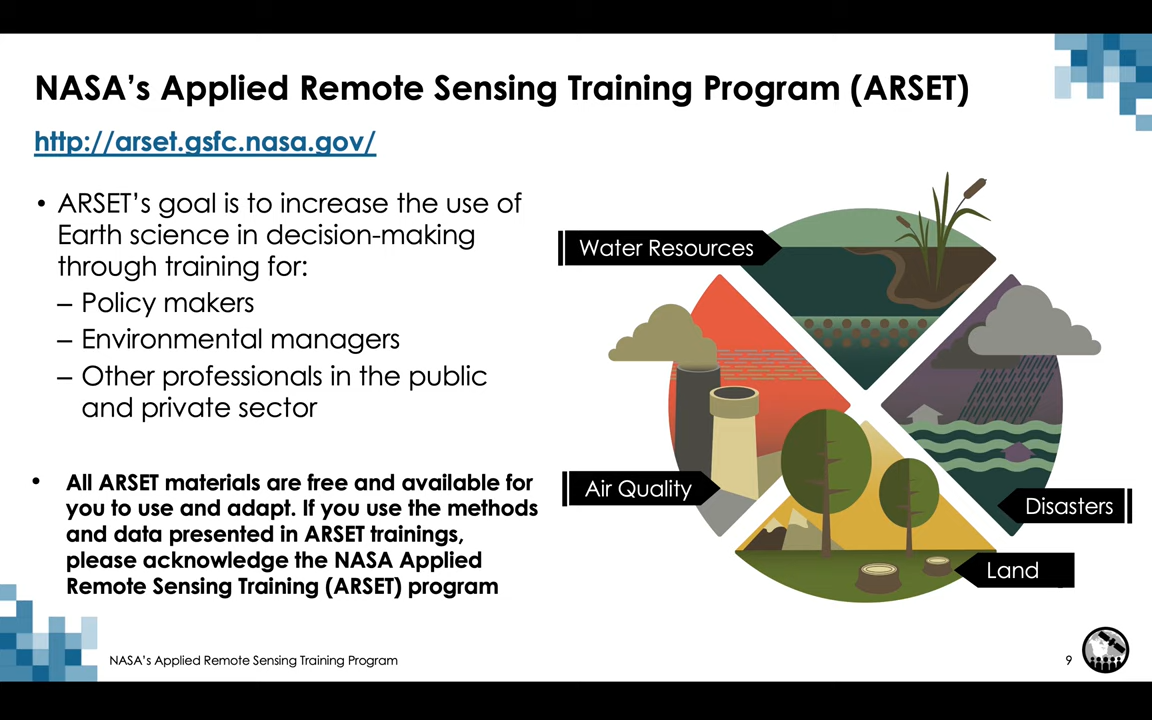 NASA’s Applied Remote Sensing Training Program (ARSET)
http://arset.gsfc.nasa.gov/
• ARSET’s goal is to increase the use of
Earth science in decision-making
through training for:
– Policy makers
– Environmental managers
– Other professionals in the public
and private sector
• All ARSET materials are free and available for
you to use and adapt. If you use the methods
and data presented in ARSET trainings,
please acknowledge the NASA Applied
Remote Sensing Training (ARSET) program
Water Resources
Air Quality
Disasters
Land
NASA’s Applied Remote Sensing Training Program
9